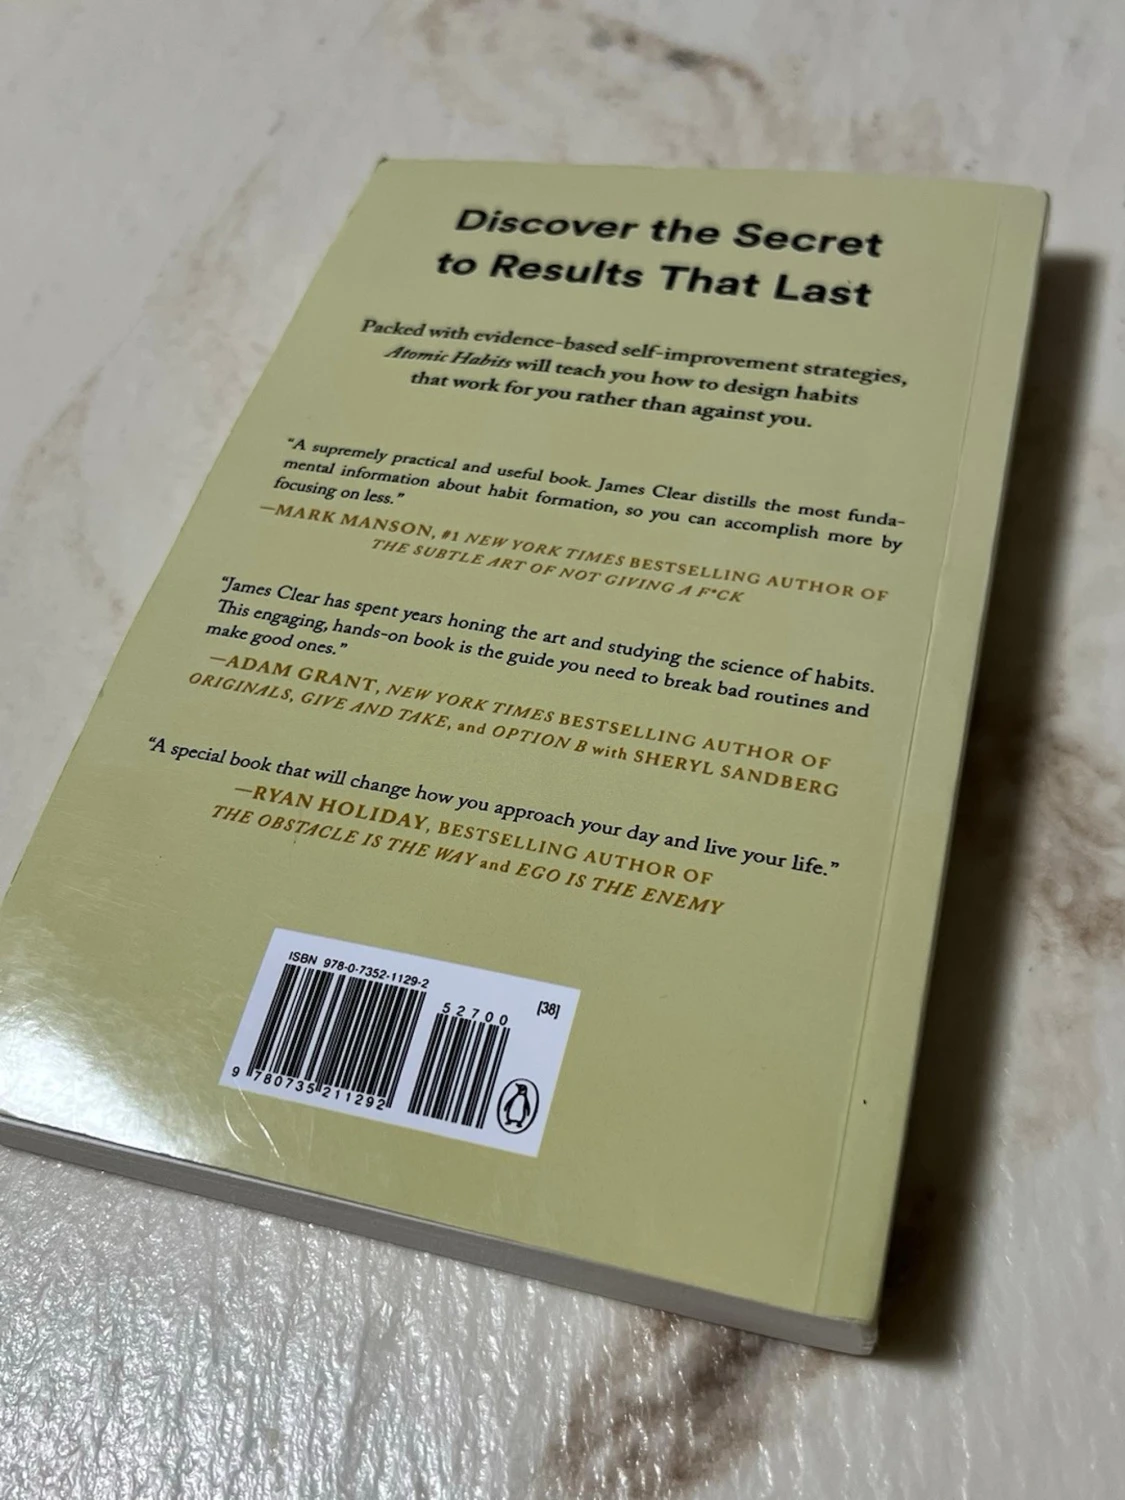 Discover the Secret
to Results That Last
Packed with evidence-based self-improvement strategies,
Atomic Habits will teach you how to design habits
that work for you rather than against you.
“A supremely practical and useful book. James Clear distills the most funda-
mental information about habit formation, so you can accomplish more by
focusing on less.”
—MARK MANSON, #1 NEW YORK TIMES BESTSELLING AUTHOR OF
THE SUBTLE ART OF NOT GIVING A F*CK
“James Clear has spent years honing the art and studying the science of habits.
This engaging, hands-on book is the guide you need to break bad routines and
make good ones.”
—ADAM GRANT, NEW YORK TIMES BESTSELLING AUTHOR OF
ORIGINALS, GIVE AND TAKE, and OPTION B with SHERYL SANDBERG
“A special book that will change how you approach your day and live your life.”
—RYAN HOLIDAY, BESTSELLING AUTHOR OF
THE OBSTACLE IS THE WAY and EGO IS THE ENEMY
ISBN 978-0-7352-1129-2
52700
[38]
9 780735 211292